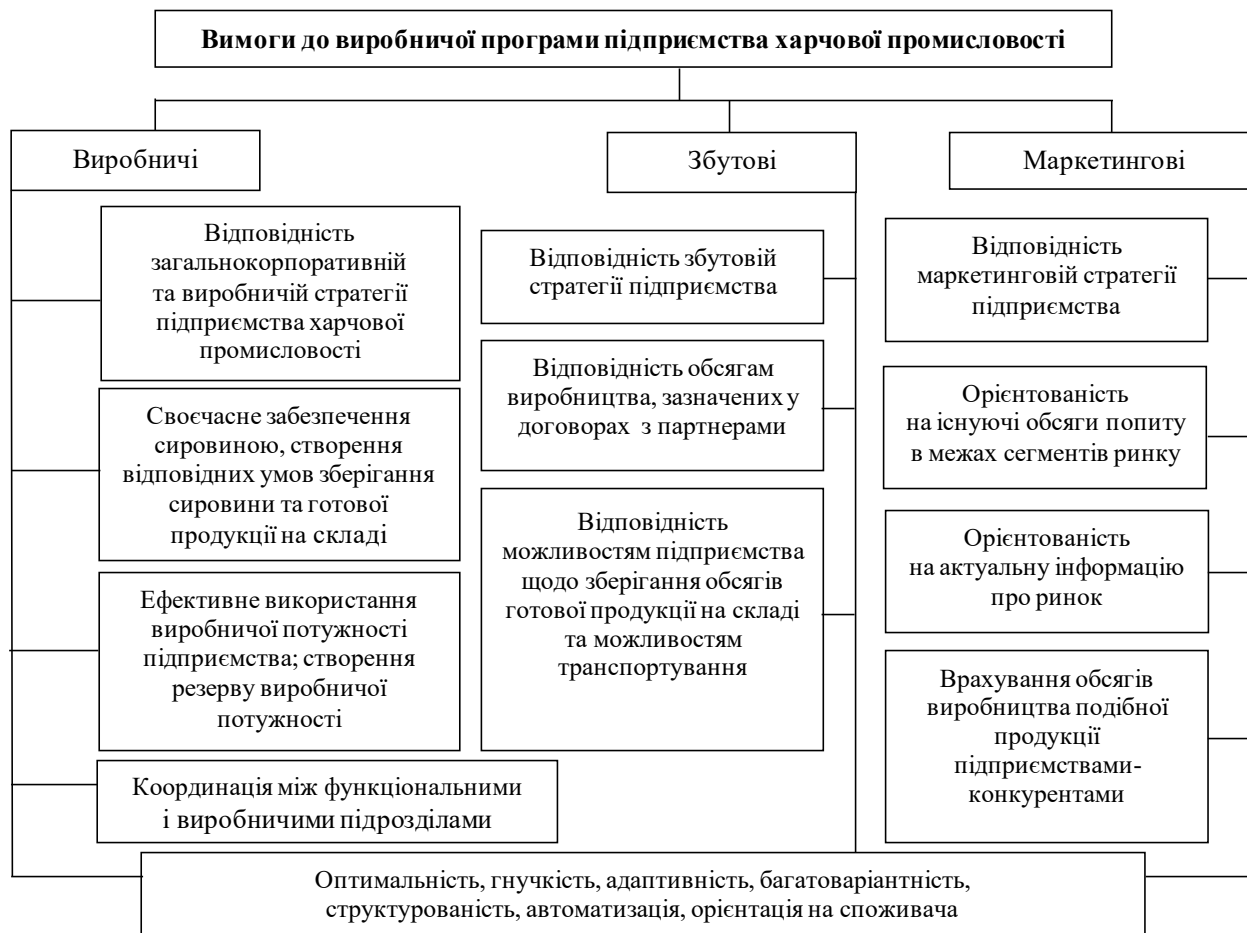 Вимоги до виробничої програми підприємства харчової промисловості
Виробничі
Збутові
Маркетингові
Відповідність
загальнокорпоративній
та виробничій стратегії
підприємства харчової
промисловості
Своєчасне забезпечення
сировиною, створення
відповідних умов зберігання
сировини та готової
продукції на складі
Ефективне використання
виробничої потужності
підприємства; створення
резерву виробничої
потужності
Координація між функціональними
і виробничими підрозділами
Відповідність збутовій
стратегії підприємства
Відповідність обсягам
виробництва, зазначених у
договорах з партнерами
Відповідність
можливостям підприємства
щодо зберігання обсягів
готової продукції на складі
та можливостям
транспортування
Відповідність
маркетинговій стратегії
підприємства
Орієнтованість
на існуючі обсяги попиту
в межах сегментів ринку
Орієнтованість
на актуальну інформацію
про ринок
Врахування обсягів
виробництва подібної
продукції
підприємствами-
конкурентами
Оптимальність, гнучкість, адаптивність, багатоваріантність,
структурованість, автоматизація, орієнтація на споживача